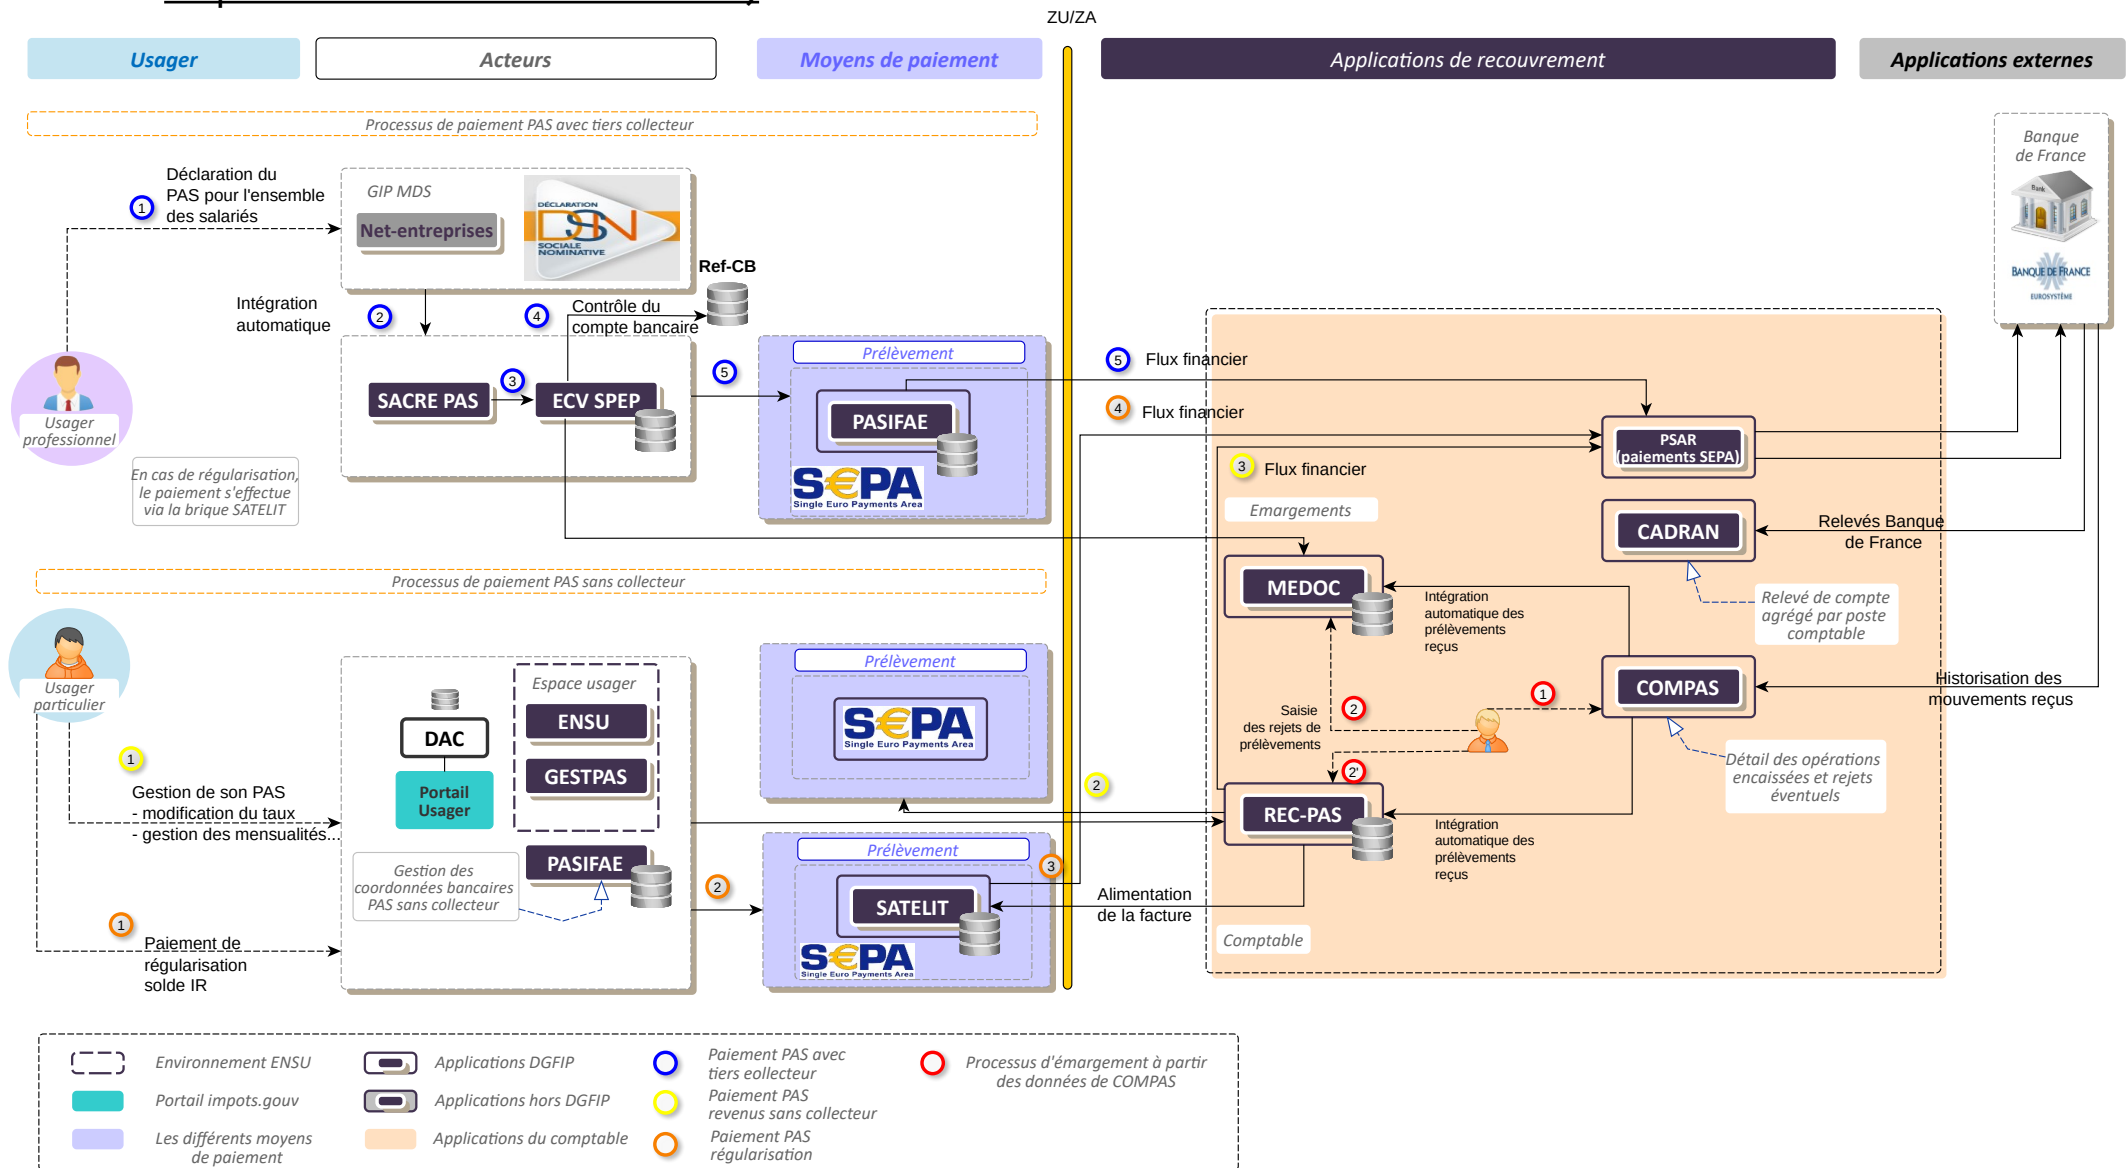 ZU/ZA
Usager
Acteurs
Moyens de paiement
Applications de recouvrement
Applications externes
Processus de paiement PAS avec tiers collecteur
Banque
de France
Bank
BANQUE DE FRANCE
EUROSYSTÈME
1
Déclaration du
PAS pour l'ensemble
des salariés
GIP MDS
Net-entreprises
DÉCLARATION
DSN
SOCIALE
NOMINATIVE
Ref-CB
Intégration
automatique
2
4
Contrôle du
compte bancaire
SACRE PAS
3
ECV SPEP
5
Prélèvement
PASIFAE
S€PA
Single Euro Payments Area
Usager
professionnel
En cas de régularisation,
le paiement s'effectue
via la brique SATELIT
5
Flux financier
4
Flux financier
3
Flux financier
PSAR
(paiements SEPA)
Emargements
CADRAN
Relevés Banque
de France
MEDOC
Intégration
automatique des
prélèvements
reçus
Relevé de compte
agrégé par poste
comptable
COMPAS
Historisation des
mouvements reçus
Saisie
des rejets de
prélèvements
2
1
2'
Détail des opérations
encaissées et rejets
éventuels
REC-PAS
Intégration
automatique des
prélèvements
reçus
Comptable
Processus de paiement PAS sans collecteur
Usager
particulier
1
Gestion de son PAS
- modification du taux
- gestion des mensualités...
1
Paiement de
régularisation
solde IR
DAC
Portail
Usager
Espace usager
ENSU
GESTPAS
PASIFAE
Gestion des
coordonnées bancaires
PAS sans collecteur
2
Prélèvement
S€PA
Single Euro Payments Area
2
Prélèvement
3
SATELIT
S€PA
Single Euro Payments Area
Alimentation
de la facture
Environnement ENSU
Portail impots.gouv
Les différents moyens
de paiement
Applications DGFIP
Applications hors DGFIP
Applications du comptable
Paiement PAS avec
tiers eollecteur
Paiement PAS
revenus sans collecteur
Paiement PAS
régularisation
Processus d'émargement à partir
des données de COMPAS